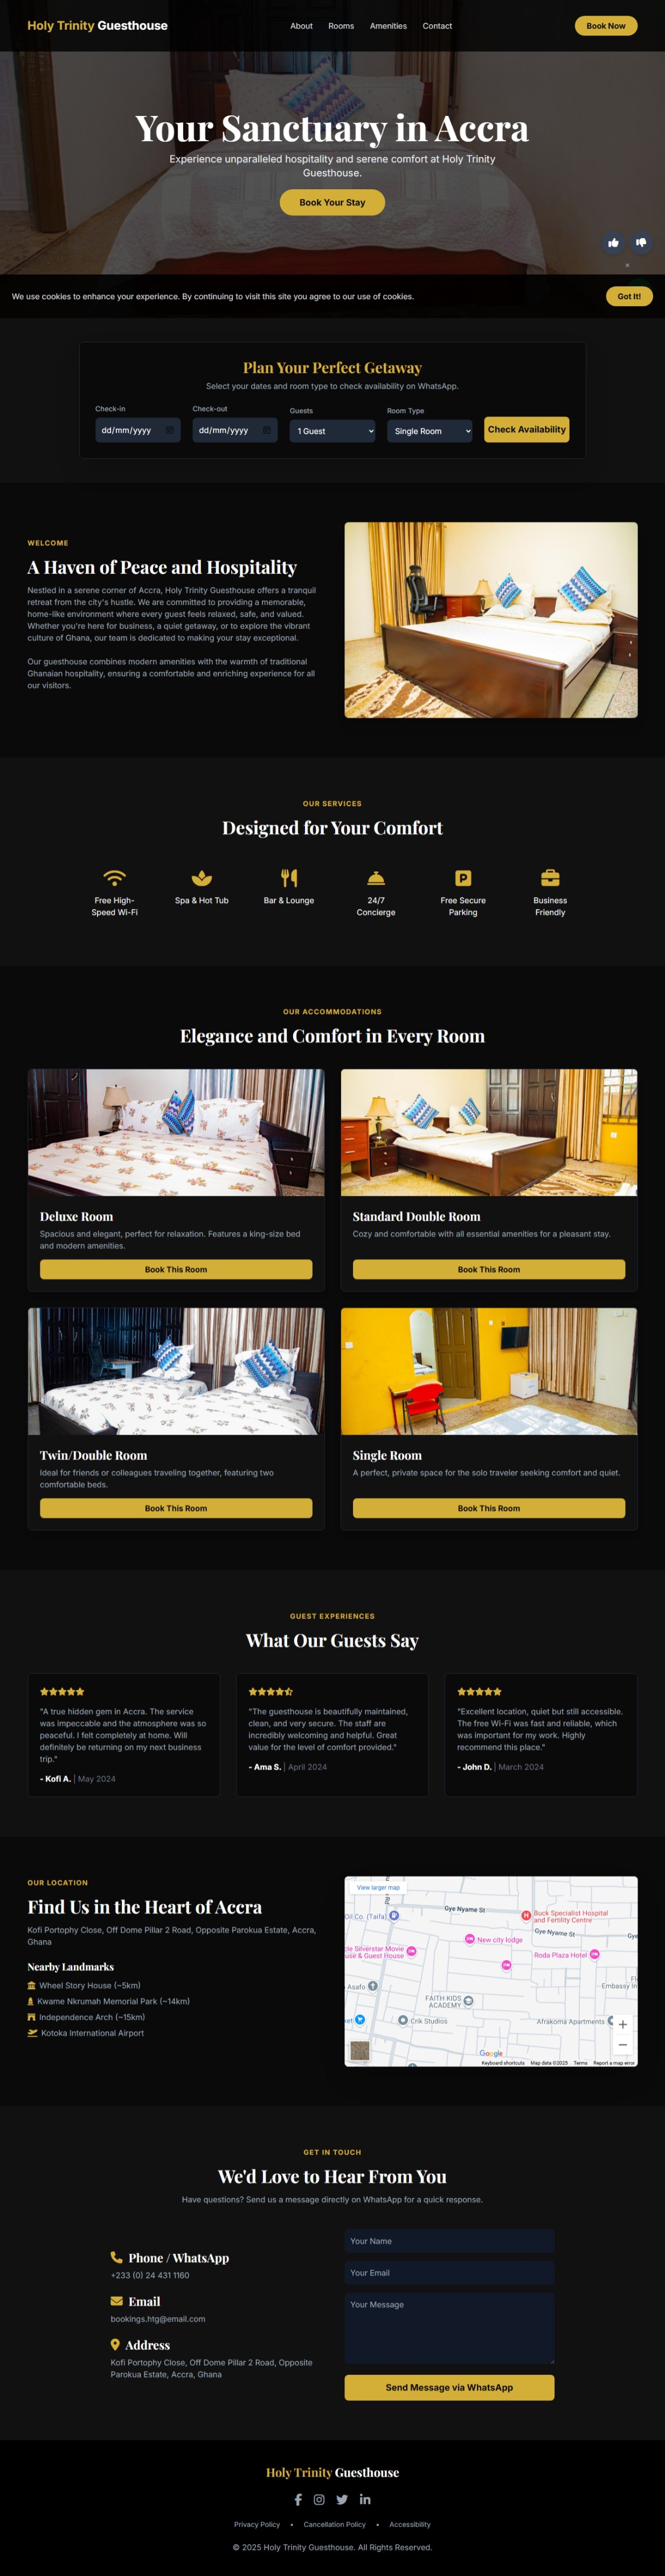 Holy Trinity Guesthouse
About Rooms Amenities Contact
Book Now
Your Sanctuary in Accra
Experience unparalleled hospitality and serene comfort at Holy Trinity
Guesthouse.
Book Your Stay
We use cookies to enhance your experience. By continuing to visit this site you agree to our use of cookies.
Got It!
Plan Your Perfect Getaway
Select your dates and room type to check availability on WhatsApp.
Check-in
dd/mm/yyyy
Check-out
dd/mm/yyyy
Guests
1 Guest
Room Type
Single Room
Check Availability
WELCOME
A Haven of Peace and Hospitality
Nestled in a serene corner of Accra, Holy Trinity Guesthouse offers a tranquil
retreat from the city's hustle. We are committed to providing a memorable,
home-like environment where every guest feels relaxed, safe, and valued.
Whether you're here for business, a quiet getaway, or to explore the vibrant
culture of Ghana, our team is dedicated to making your stay exceptional.
Our guesthouse combines modern amenities with the warmth of traditional
Ghanaian hospitality, ensuring a comfortable and enriching experience for all
our visitors.
OUR SERVICES
Designed for Your Comfort
Free High-
Speed Wi-Fi
Spa & Hot Tub
Bar & Lounge
24/7
Concierge
Free Secure
Parking
Business
Friendly
OUR ACCOMMODATIONS
Elegance and Comfort in Every Room
Deluxe Room
Spacious and elegant, perfect for relaxation. Features a king-size bed
and modern amenities.
Book This Room
Standard Double Room
Cozy and comfortable with all essential amenities for a pleasant stay.
Book This Room
Twin/Double Room
Ideal for friends or colleagues traveling together, featuring two
comfortable beds.
Book This Room
Single Room
A perfect, private space for the solo traveler seeking comfort and quiet.
Book This Room
GUEST EXPERIENCES
What Our Guests Say
"A true hidden gem in Accra. The service
was impeccable and the atmosphere was so
peaceful. I felt completely at home. Will
definitely be returning on my next business
trip."
- Kofi A. | May 2024
"The guesthouse is beautifully maintained,
clean, and very secure. The staff are
incredibly welcoming and helpful. Great
value for the level of comfort provided."
- Ama S. | April 2024
"Excellent location, quiet but still accessible.
The free Wi-Fi was fast and reliable, which
was important for my work. Highly
recommend this place."
- John D. | March 2024
OUR LOCATION
Find Us in the Heart of Accra
Kofi Portophy Close, Off Dome Pillar 2 Road, Opposite Parokua Estate, Accra,
Ghana
Nearby Landmarks
Wheel Story House (~5km)
Kwame Nkrumah Memorial Park (~14km)
Independence Arch (~15km)
Kotoka International Airport
View larger map
Gye Nyame St
Oil Co. (Taifa)
Buck Specialist Hospital
and Fertility Centre
New city lodge
Gye Nyame St
Gye
Silverstar Movie
use & Guest House
Roda Plaza Hotel
Asafo
Embassy
FAITH KIDS
ACADEMY
Crik Studios
Afrakoma Apartments
ket
Google
Keyboard shortcuts Map data ©2025 Terms Report a map error
GET IN TOUCH
We'd Love to Hear From You
Have questions? Send us a message directly on WhatsApp for a quick response.
Phone / WhatsApp
+233 (0) 24 431 1160
Email
bookings.htg@email.com
Address
Kofi Portophy Close, Off Dome Pillar 2 Road, Opposite
Parokua Estate, Accra, Ghana
Your Name
Your Email
Your Message
Send Message via WhatsApp
Holy Trinity Guesthouse
Privacy Policy • Cancellation Policy • Accessibility
© 2025 Holy Trinity Guesthouse. All Rights Reserved.